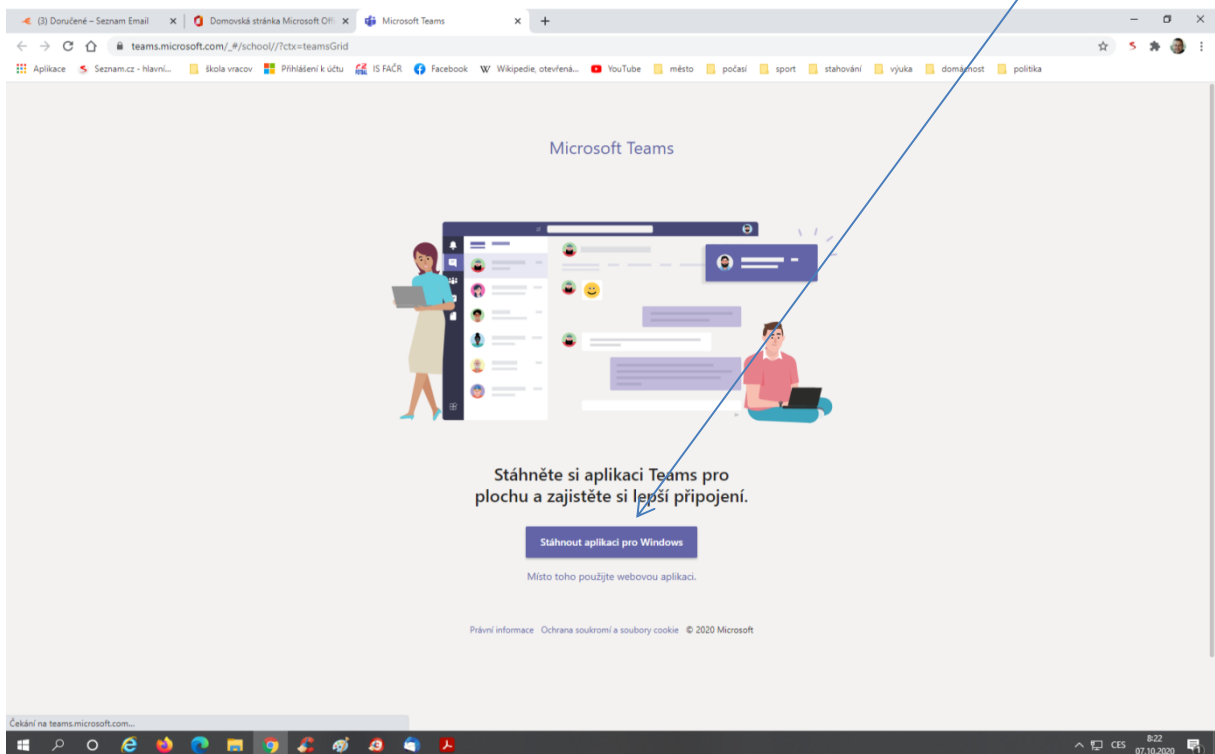 (3) Doručené – Seznam Email
Domovská stránka Microsoft Offi
Microsoft Teams
teams.microsoft.com/_#/school//?ctx=teamsGrid
Aplikace
Seznam.cz - hlavní...
škola vracov
Přihlášení k účtu
IS FAČR
Facebook
Wikipedie, otevřená...
YouTube
město
počasí
sport
stahování
výuka
domácnost
politika
Microsoft Teams
Stáhněte si aplikaci Teams pro
plochu a zajistěte si lepší připojení.
Stáhnout aplikaci pro Windows
Místo toho použijte webovou aplikaci.
Právní informace Ochrana soukromí a soubory cookie © 2020 Microsoft
Čekání na teams.microsoft.com...
CES
8:22
07.10.2020